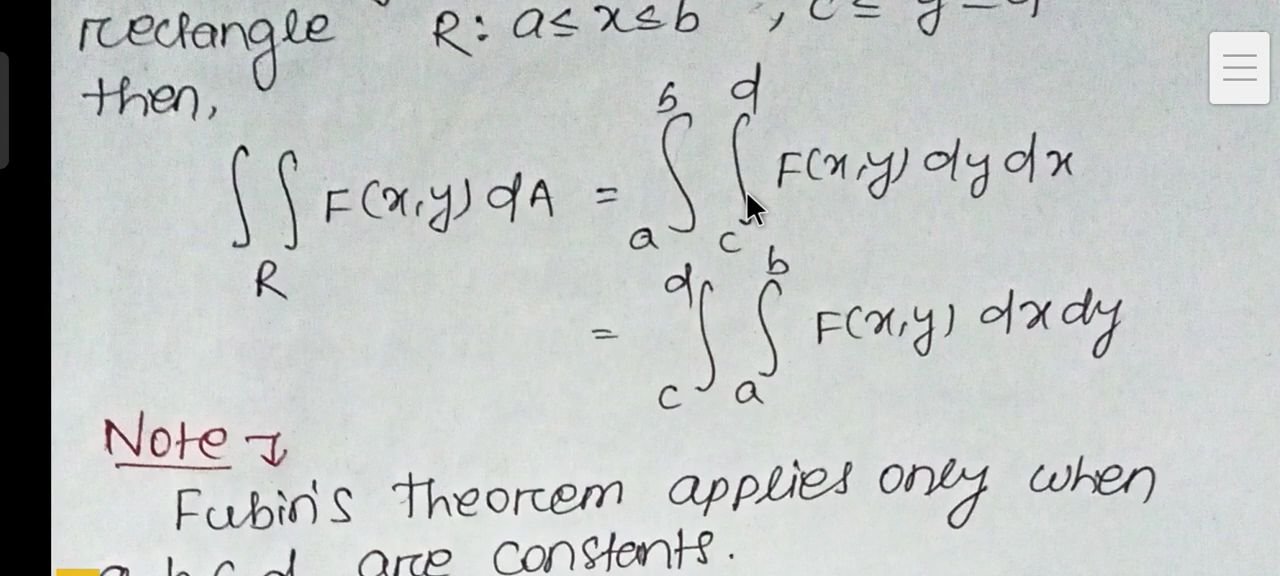 rectangle R: a≤x≤b , c≤ y
then,
∫∫_R F(x,y) dA = ∫_a^b ∫_c^d F(x,y) dy dx
= ∫_c^d ∫_a^b F(x,y) dx dy
Note
Fubin's theorem applies only when
a b c d are constants.